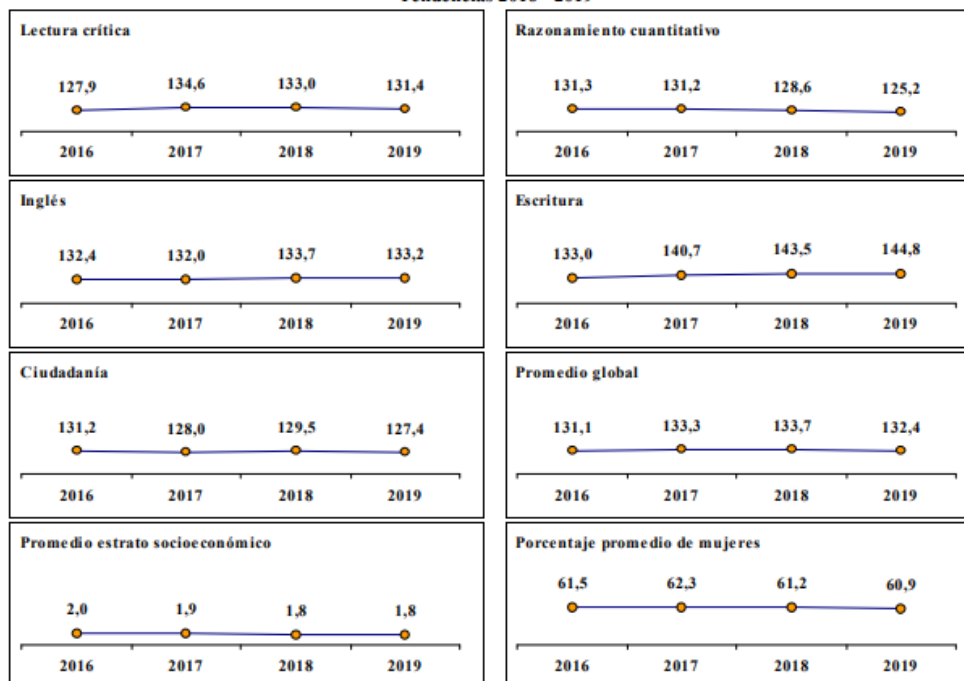 Tendencias 2016 - 2019
Lectura crítica
127,9 134,6 133,0 131,4
2016 2017 2018 2019
Razonamiento cuantitativo
131,3 131,2 128,6 125,2
2016 2017 2018 2019
Inglés
132,4 132,0 133,7 133,2
2016 2017 2018 2019
Escritura
133,0 140,7 143,5 144,8
2016 2017 2018 2019
Ciudadanía
131,2 128,0 129,5 127,4
2016 2017 2018 2019
Promedio global
131,1 133,3 133,7 132,4
2016 2017 2018 2019
Promedio estrato socioeconómico
2,0 1,9 1,8 1,8
2016 2017 2018 2019
Porcentaje promedio de mujeres
61,5 62,3 61,2 60,9
2016 2017 2018 2019